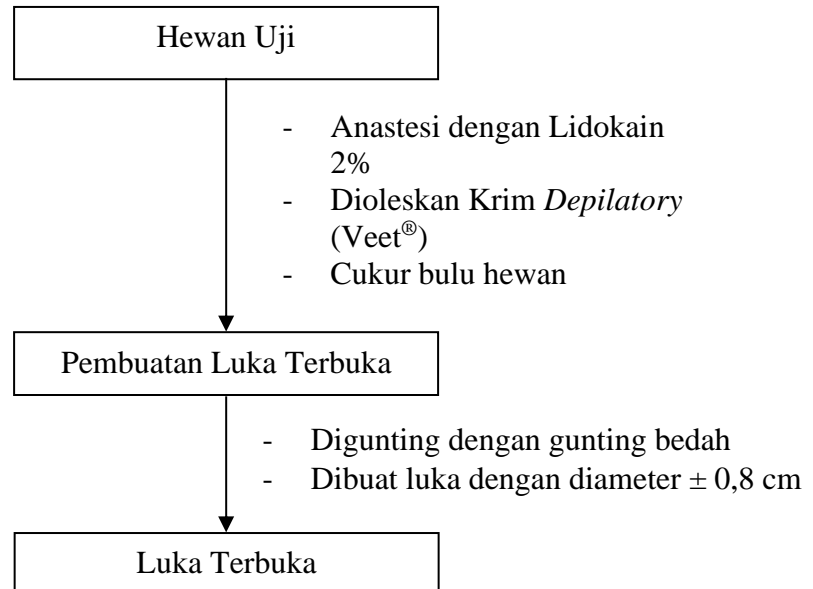 Hewan Uji
- Anastesi dengan Lidokain
2%
- Dioleskan Krim Depilatory
(Veet®)
- Cukur bulu hewan
Pembuatan Luka Terbuka
- Digunting dengan gunting bedah
- Dibuat luka dengan diameter ± 0,8 cm
Luka Terbuka